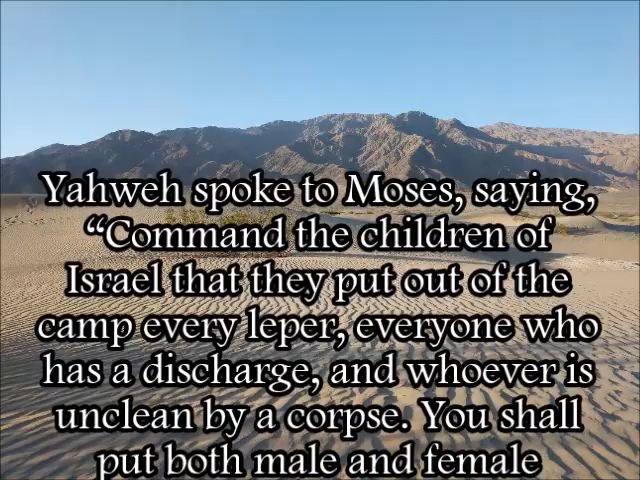 Yahweh spoke to Moses, saying,
“Command the children of
Israel that they put out of the
camp every leper, everyone who
has a discharge, and whoever is
unclean by a corpse. You shall
put both male and female